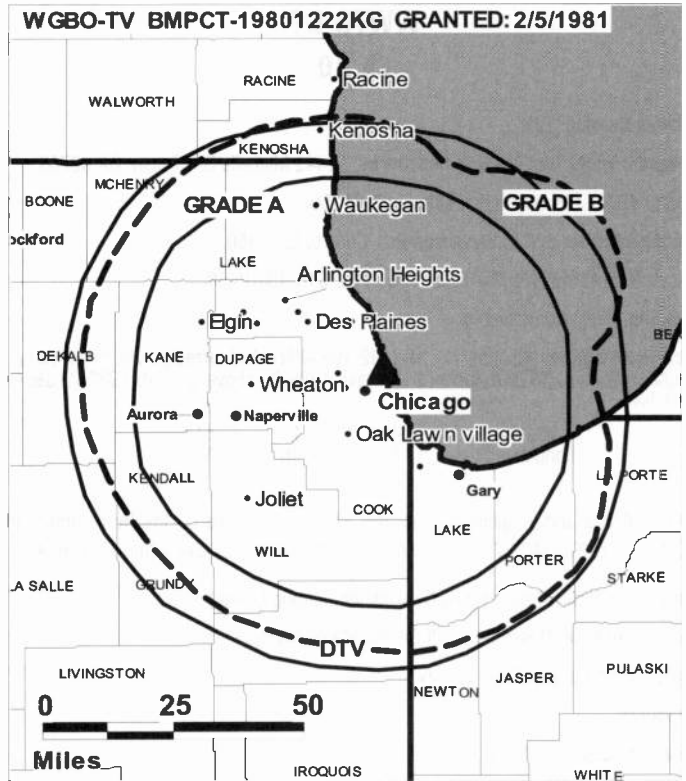 WGBO-TV BMPCT-19801222KG GRANTED: 2/5/1981
RACINE
Racine
WALWORTH
Kenosha
KENOSHA
MCHENRY
BOONE
GRADE A
Waukegan
GRADE B
ockford
LAKE
Arlington Heights
Elgin
Des Plaines
DEKALB
KANE
DUPAGE
Wheaton
Chicago
Aurora
Naperville
Oak Lawn village
KENDALL
LA PORTE
Gary
Joliet
COOK
LAKE
WILL
PORTER
GRUNDY
STARKE
LA SALLE
DTV
LIVINGSTON
JASPER
PULASKI
NEWTON
0 25 50
Miles
IROQUOIS
WHITE